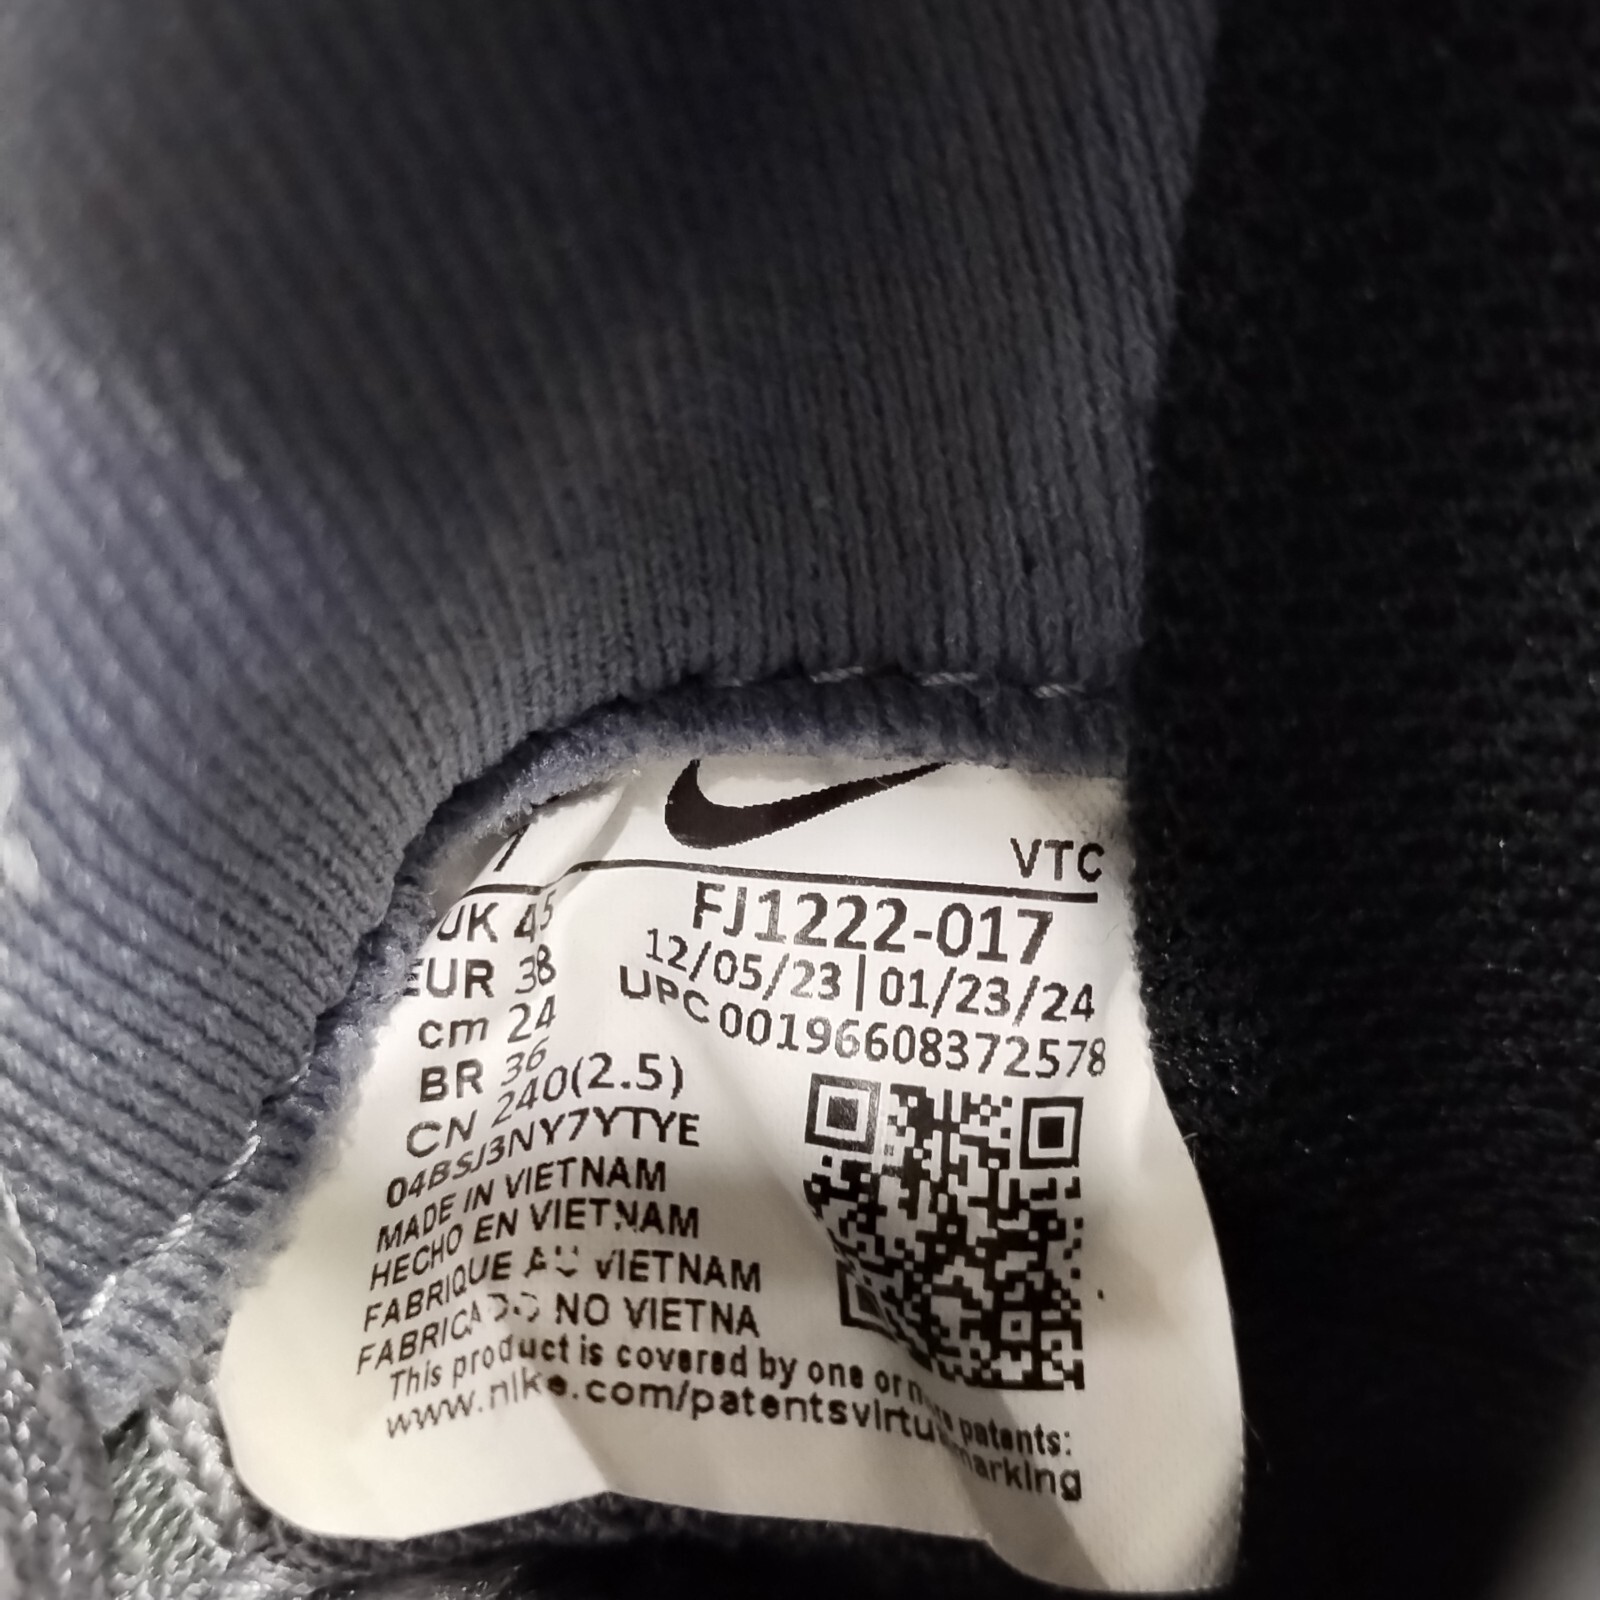 7 VTC
UK 4.5
EUR 38
cm 24
BR 36
CN 240(2.5)
04BSJ3NY7YTYE
MADE IN VIETNAM
HECHO EN VIETNAM
FABRIQUE AU VIETNAM
FABRICADO NO VIETNA
FJ1222-017
12/05/23|01/23/24
UPC 00196608372578
This product is covered by one or more patents:
www.nike.com/patentsvirtualmarking